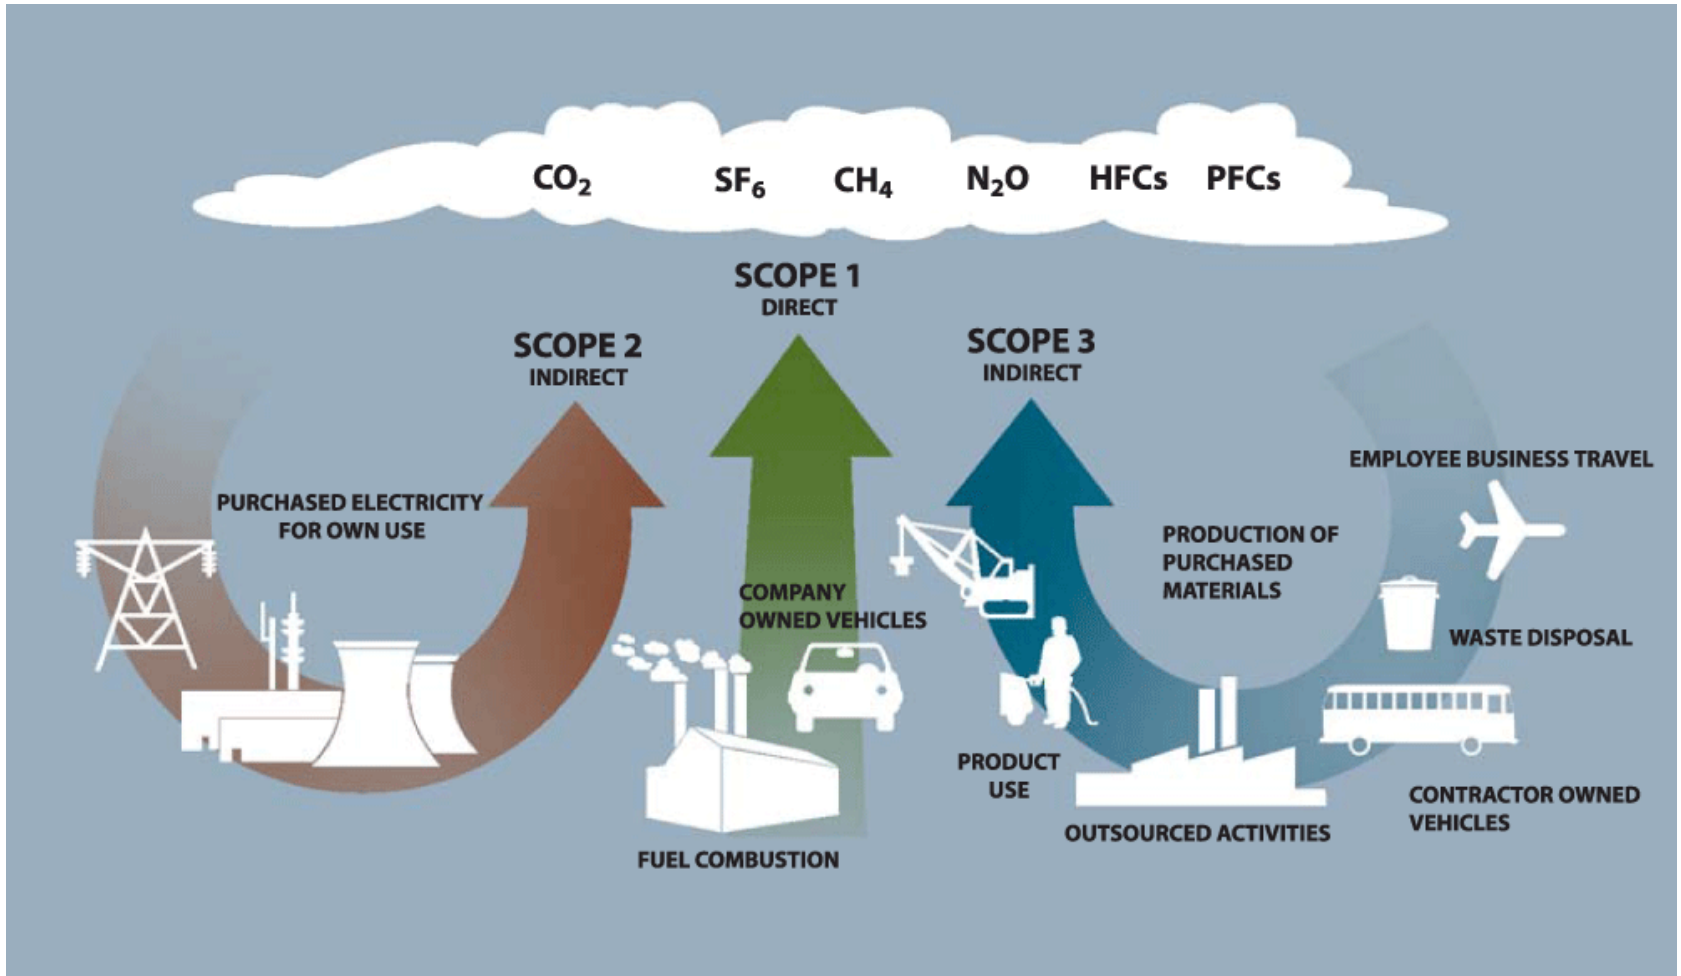 CO₂ SF₆ CH₄ N₂O HFCs PFCs
SCOPE 1
DIRECT
SCOPE 2
INDIRECT
SCOPE 3
INDIRECT
PURCHASED ELECTRICITY
FOR OWN USE
COMPANY
OWNED VEHICLES
FUEL COMBUSTION
EMPLOYEE BUSINESS TRAVEL
PRODUCTION OF
PURCHASED
MATERIALS
WASTE DISPOSAL
PRODUCT
USE
OUTSOURCED ACTIVITIES
CONTRACTOR OWNED
VEHICLES